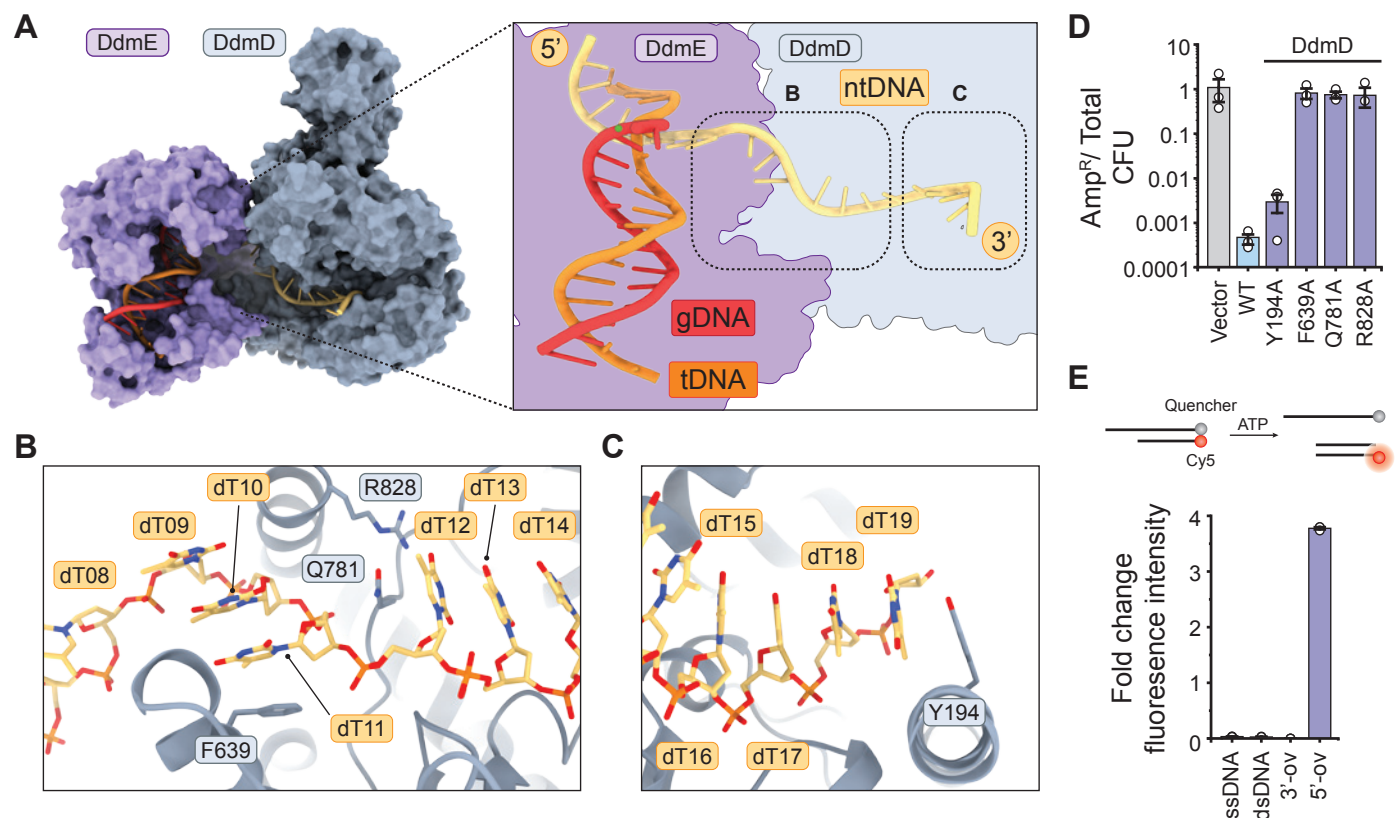 A
DdmE
DdmD
5’
DdmE
DdmD
ntDNA
B
C
3’
gDNA
tDNA
B
dT10
R828
dT13
dT09
dT12
dT14
dT08
Q781
dT11
F639
C
dT15
dT19
dT18
Y194
dT16
dT17
D
DdmD
10
1
0.1
0.01
0.001
0.0001
Ampᴿ/ Total
CFU
Vector
WT
Y194A
F639A
Q781A
R828A
E
Quencher
ATP
Cy5
Fold change
fluoresence intensity
4
3
2
1
0
ssDNA
dsDNA
3’-ov
5’-ov